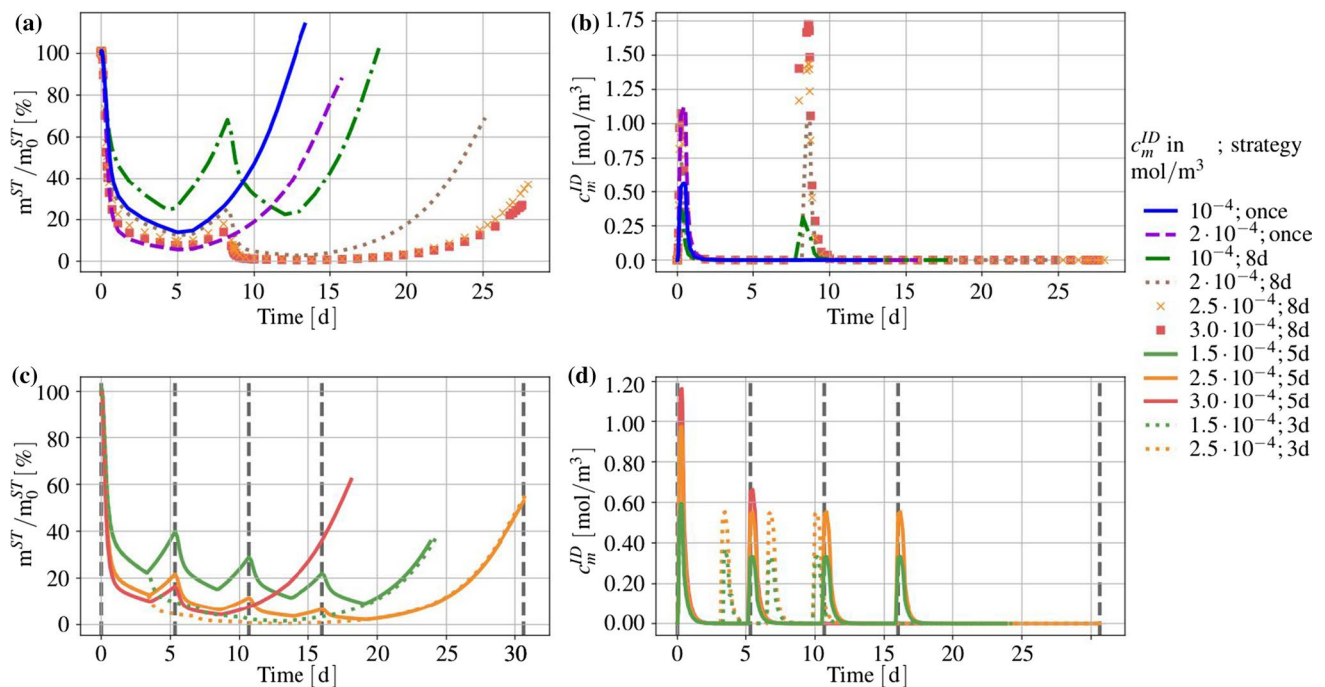 (a)
100
80
60
40
20
0
m^ST/m_0^ST [%]
0 5 10 15 20 25
Time [d]
(b)
1.75
1.50
1.25
1.00
0.75
0.50
0.25
0.0
c_m^ID [mol/m³]
0 5 10 15 20 25
Time [d]
(c)
100
80
60
40
20
0
m^ST/m_0^ST [%]
0 5 10 15 20 25 30
Time [d]
(d)
1.20
1.00
0.80
0.60
0.40
0.20
0.00
c_m^ID [mol/m³]
0 5 10 15 20 25
Time [d]
c_m^ID in ; strategy
mol/m³
10⁻⁴; once
2 · 10⁻⁴; once
10⁻⁴; 8d
2 · 10⁻⁴; 8d
2.5 · 10⁻⁴; 8d
3.0 · 10⁻⁴; 8d
1.5 · 10⁻⁴; 5d
2.5 · 10⁻⁴; 5d
3.0 · 10⁻⁴; 5d
1.5 · 10⁻⁴; 3d
2.5 · 10⁻⁴; 3d